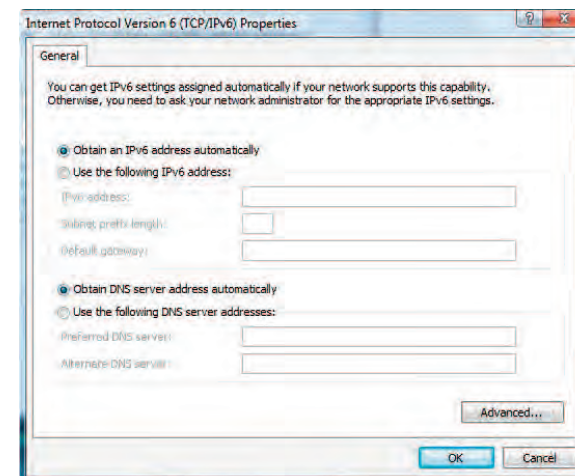 Internet Protocol Version 6 (TCP/IPv6) Properties
General
You can get IPv6 settings assigned automatically if your network supports this capability.
Otherwise, you need to ask your network administrator for the appropriate IPv6 settings.
Obtain an IPv6 address automatically
Use the following IPv6 address:
IPv6 address:
Subnet prefix length:
Default gateway:
Obtain DNS server address automatically
Use the following DNS server addresses:
Preferred DNS server:
Alternate DNS server:
Advanced...
OK
Cancel